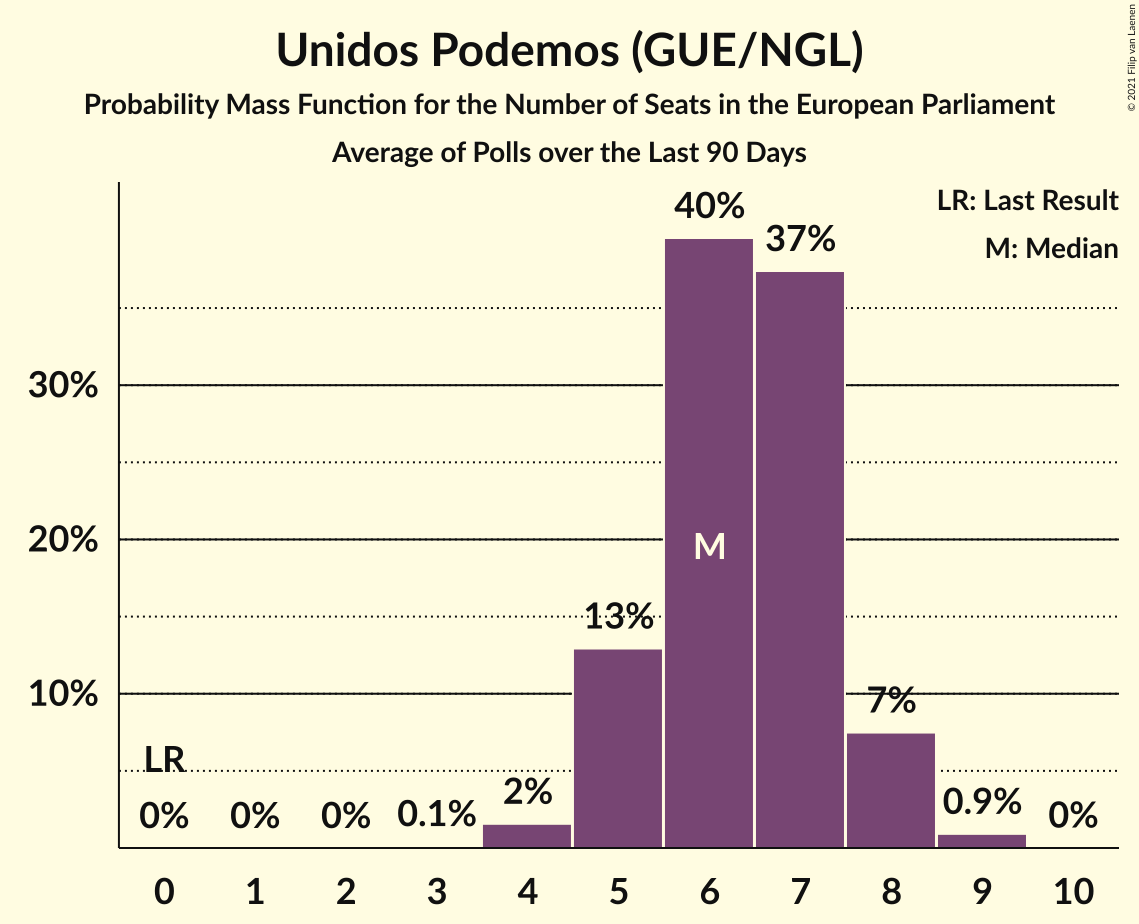 Unidos Podemos (GUE/NGL)
Probability Mass Function for the Number of Seats in the European Parliament
Average of Polls over the Last 90 Days
© 2021 Filip van Laenen
LR: Last Result
M: Median
40%
37%
30%
20%
M
13%
10%
7%
LR
2%
0% 0% 0% 0.1% 0.9% 0%
0 1 2 3 4 5 6 7 8 9 10